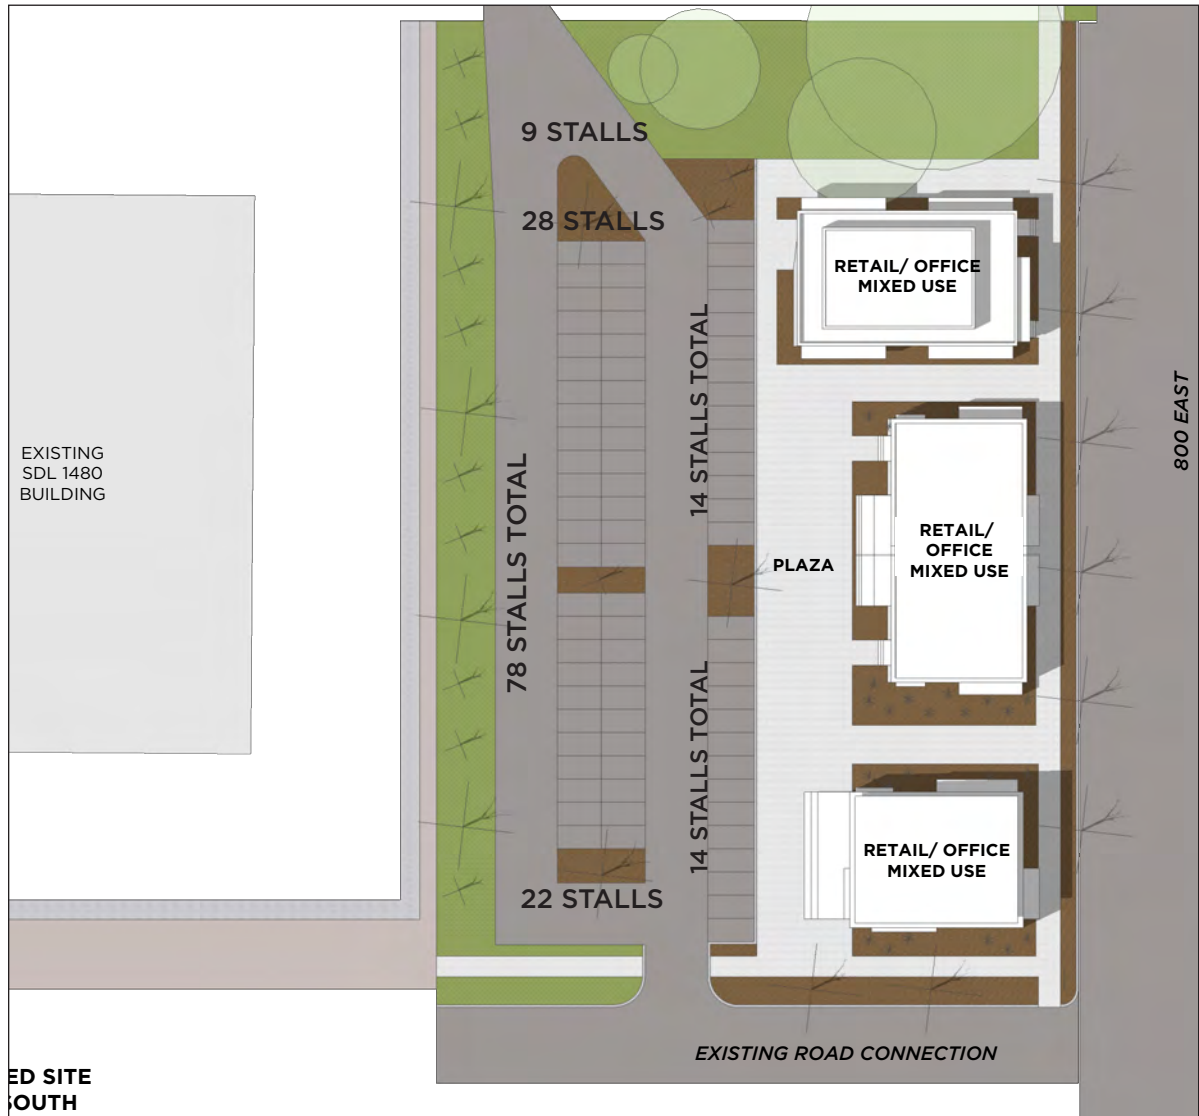 9 STALLS
28 STALLS
RETAIL/ OFFICE
MIXED USE
14 STALLS TOTAL
800 EAST
EXISTING
SDL 1480
BUILDING
78 STALLS TOTAL
PLAZA
RETAIL/
OFFICE
MIXED USE
14 STALLS TOTAL
RETAIL/ OFFICE
MIXED USE
22 STALLS
EXISTING ROAD CONNECTION
ED SITE
SOUTH